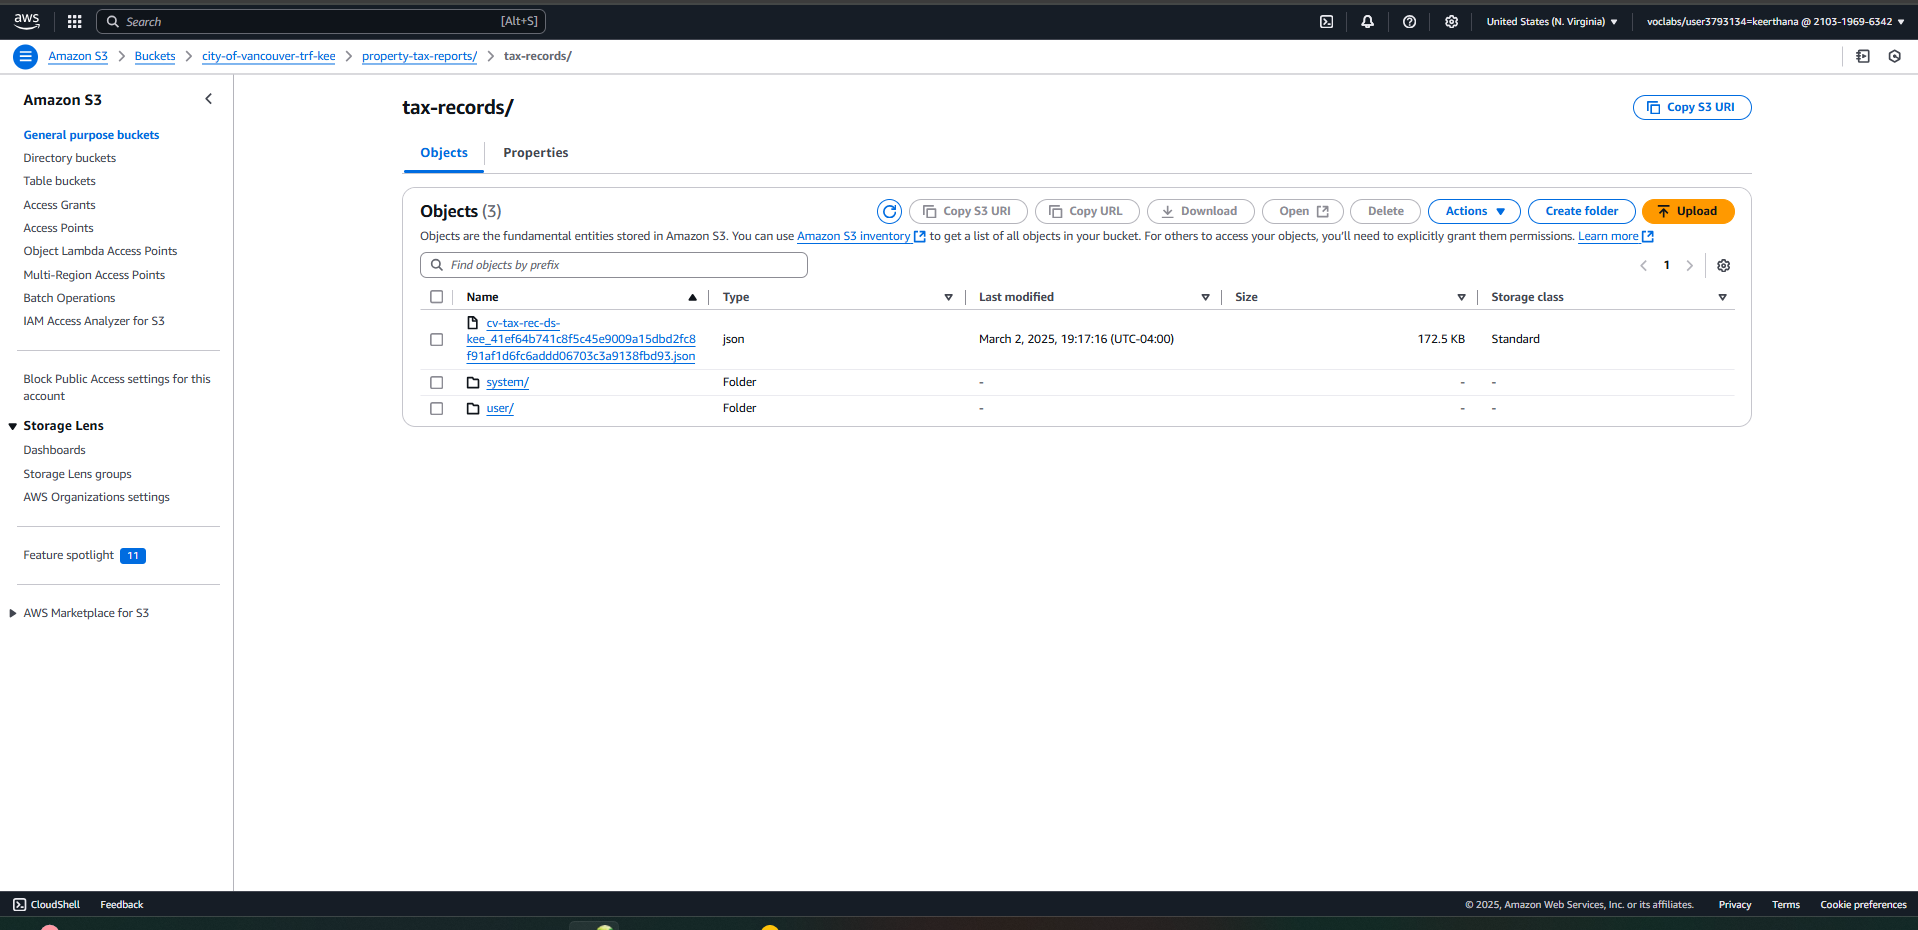 aws
Search [Alt+S]
United States (N. Virginia)
voclabs/user3793134=keerthana @ 2103-1969-6342
Amazon S3
Buckets
city-of-vancouver-trf-kee
property-tax-reports/
tax-records/
Amazon S3
General purpose buckets
Directory buckets
Table buckets
Access Grants
Access Points
Object Lambda Access Points
Multi-Region Access Points
Batch Operations
IAM Access Analyzer for S3
Block Public Access settings for this
account
Storage Lens
Dashboards
Storage Lens groups
AWS Organizations settings
Feature spotlight 11
AWS Marketplace for S3
tax-records/
Copy S3 URI
Objects
Properties
Objects (3)
Copy S3 URI
Copy URL
Download
Open
Delete
Actions
Create folder
Upload
Objects are the fundamental entities stored in Amazon S3. You can use Amazon S3 inventory to get a list of all objects in your bucket. For others to access your objects, you’ll need to explicitly grant them permissions. Learn more
Find objects by prefix
1
Name Type Last modified Size Storage class
cv-tax-rec-ds-
kee_41ef64b741c8f5c45e9009a15dbd2fc8 json March 2, 2025, 19:17:16 (UTC-04:00) 172.5 KB Standard
f91af1d6fc6addd06703c3a9138fbd93.json
system/ Folder - - -
user/ Folder - - -
CloudShell
Feedback
© 2025, Amazon Web Services, Inc. or its affiliates.
Privacy
Terms
Cookie preferences